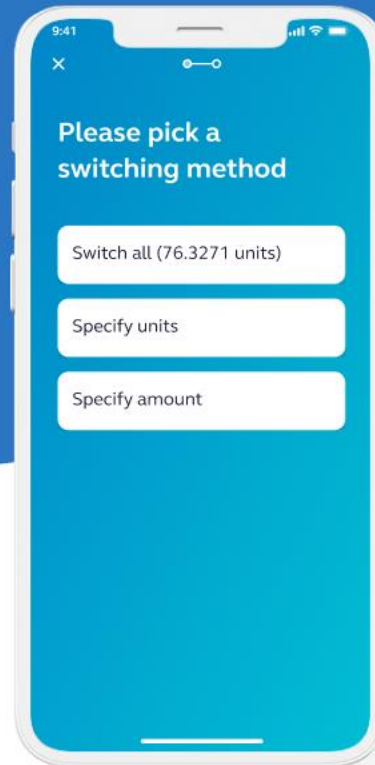 9:41
Please pick a
switching method
Switch all (76.3271 units)
Specify units
Specify amount